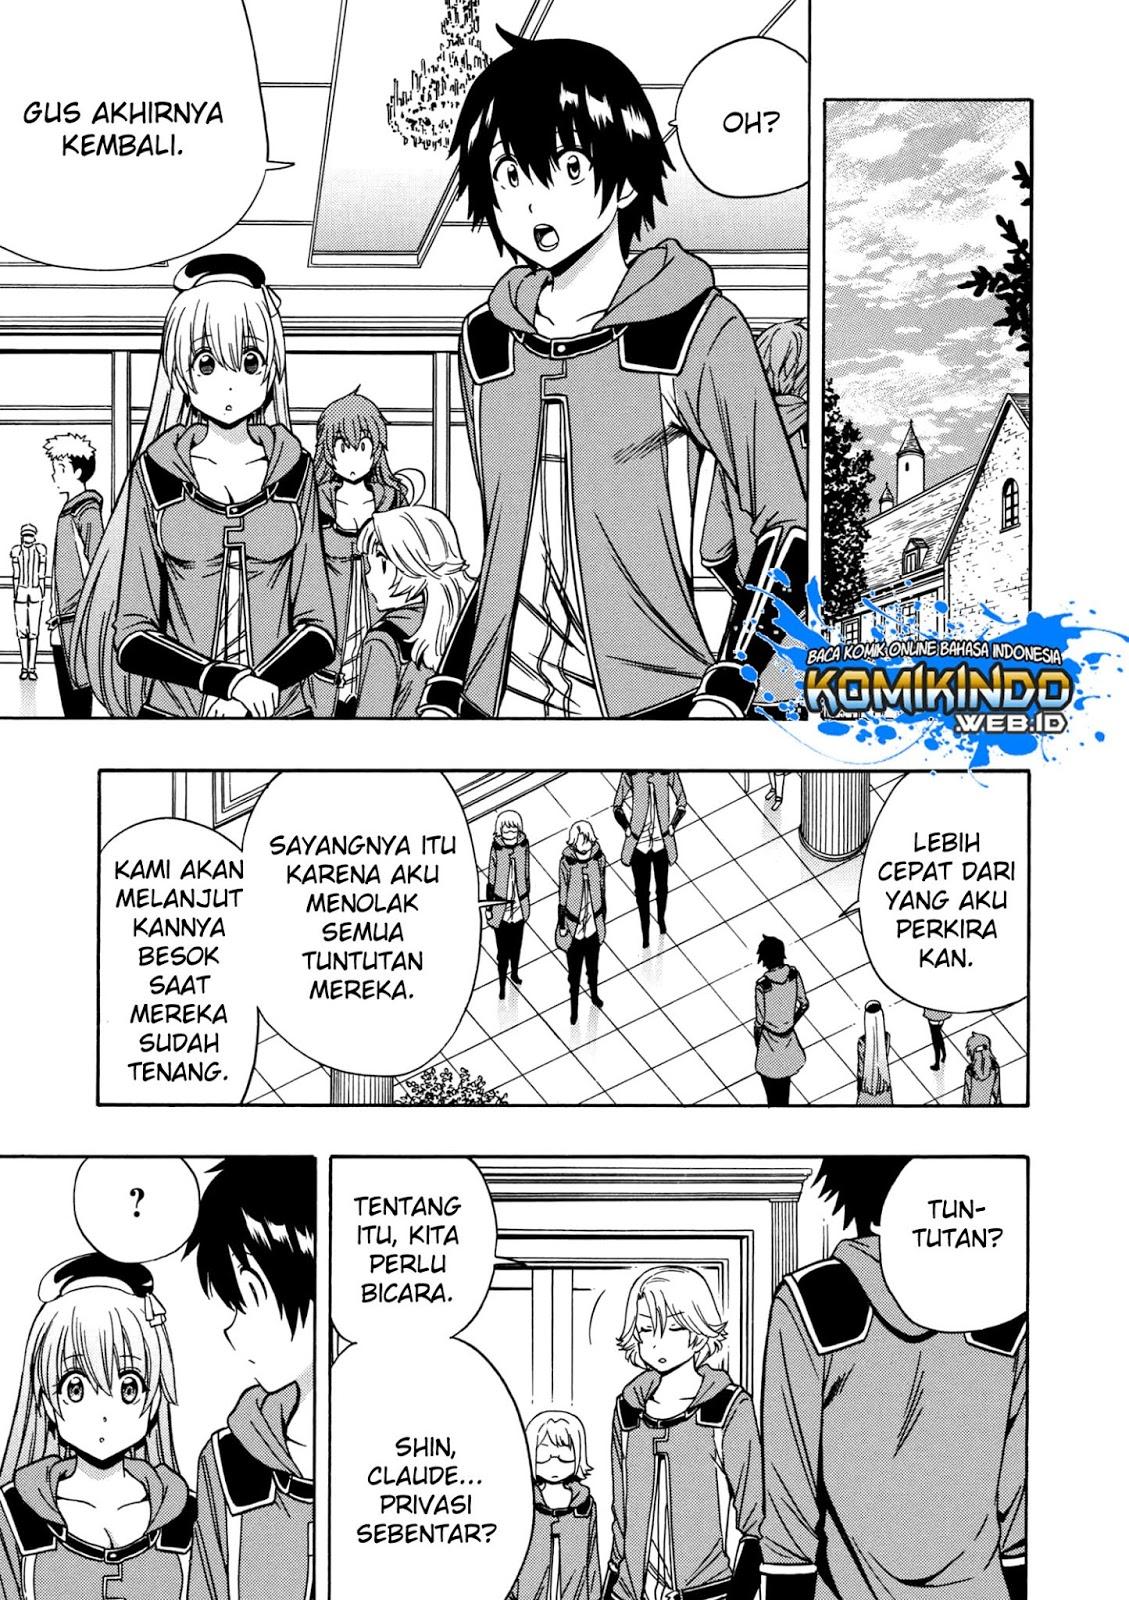 OH?
GUS AKHIRNYA
KEMBALI.
BACA KOMIK ONLINE BAHASA INDONESIA
KOMIKINDO
.WEB.ID
LEBIH
CEPAT DARI
YANG AKU
PERKIRA
KAN.
SAYANGNYA ITU
KARENA AKU
MENOLAK
SEMUA
TUNTUTAN
MEREKA.
KAMI AKAN
MELANJUT
KANNYA
BESOK
SAAT
MEREKA
SUDAH
TENANG.
TUN-
TUTAN?
TENTANG
ITU, KITA
PERLU
BICARA.
SHIN,
CLAUDE...
PRIVASI
SEBENTAR?
?